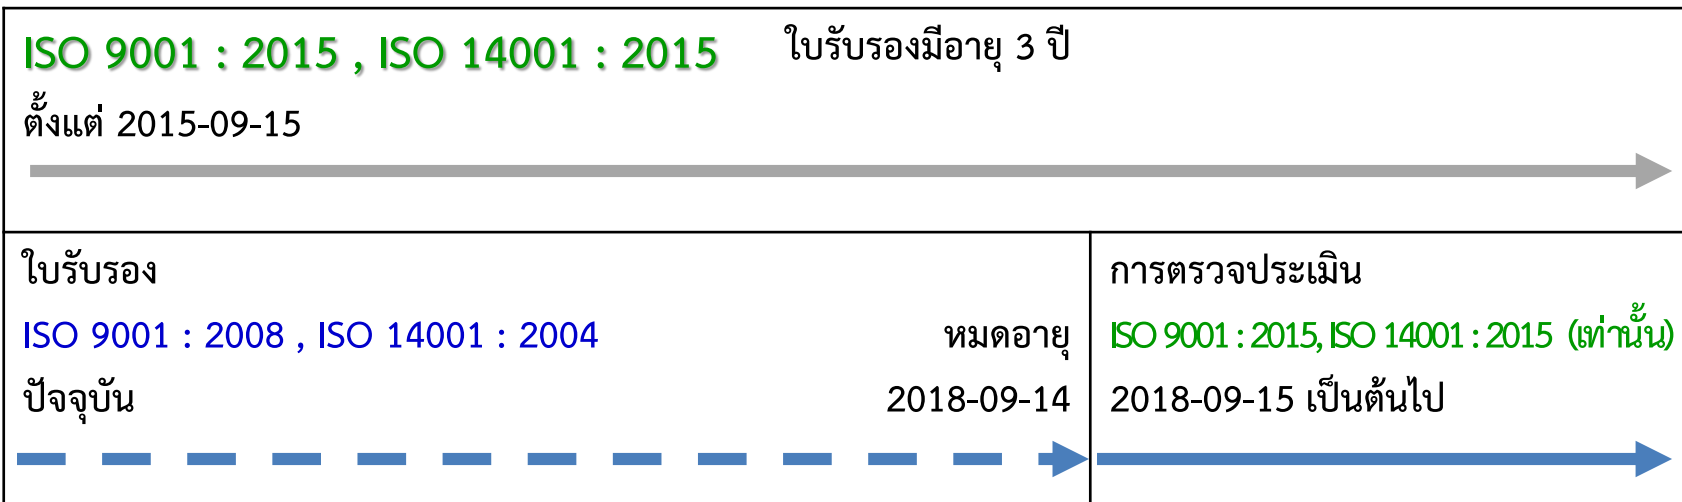 ISO 9001 : 2015 , ISO 14001 : 2015 ใบรับรองมีอายุ 3 ปี
ตั้งแต่ 2015-09-15
ใบรับรอง
ISO 9001 : 2008 , ISO 14001 : 2004 หมดอายุ
ปัจจุบัน 2018-09-14
การตรวจประเมิน
ISO 9001 : 2015, ISO 14001 : 2015 (เท่านั้น)
2018-09-15 เป็นต้นไป